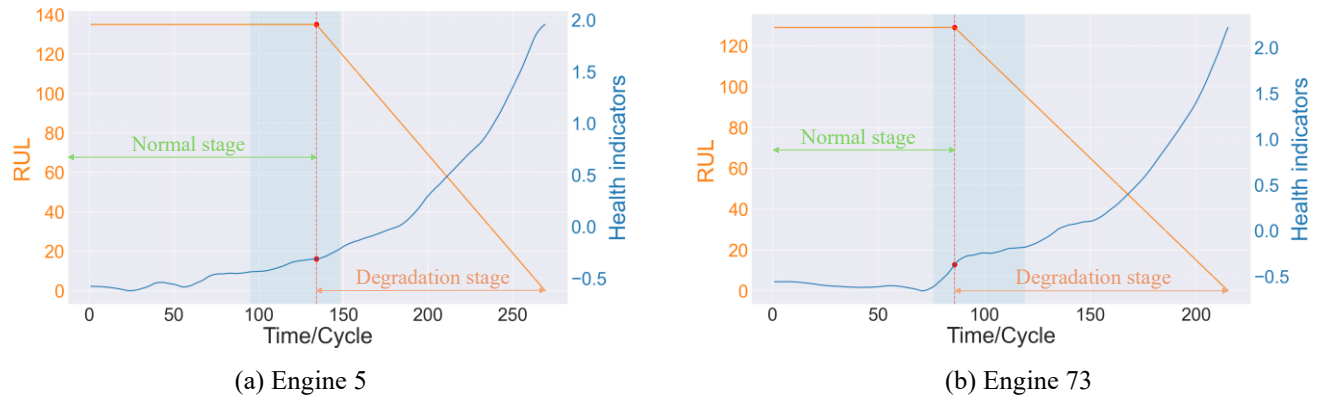 140
120
100
80
60
40
20
0
RUL
2.0
1.5
1.0
0.5
0.0
−0.5
Health indicators
Normal stage
Degradation stage
0 50 100 150 200 250
Time/Cycle
(a) Engine 5
120
100
80
60
40
20
0
RUL
2.0
1.5
1.0
0.5
0.0
−0.5
Health indicators
Normal stage
Degradation stage
0 50 100 150 200
Time/Cycle
(b) Engine 73